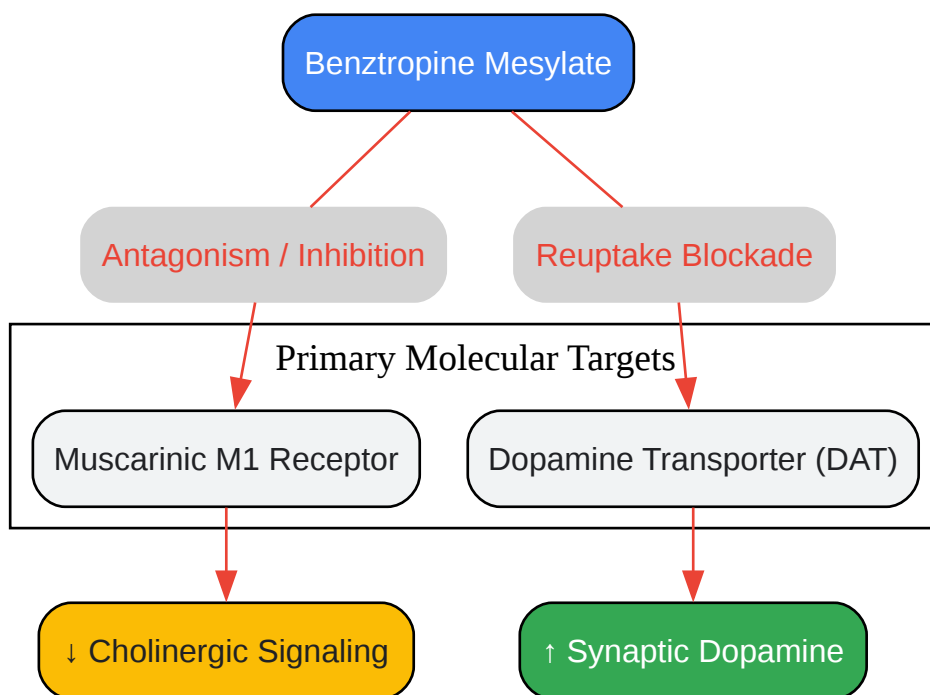 Benztropine Mesylate
Antagonism / Inhibition
Reuptake Blockade
Primary Molecular Targets
Muscarinic M1 Receptor
Dopamine Transporter (DAT)
↓ Cholinergic Signaling
↑ Synaptic Dopamine